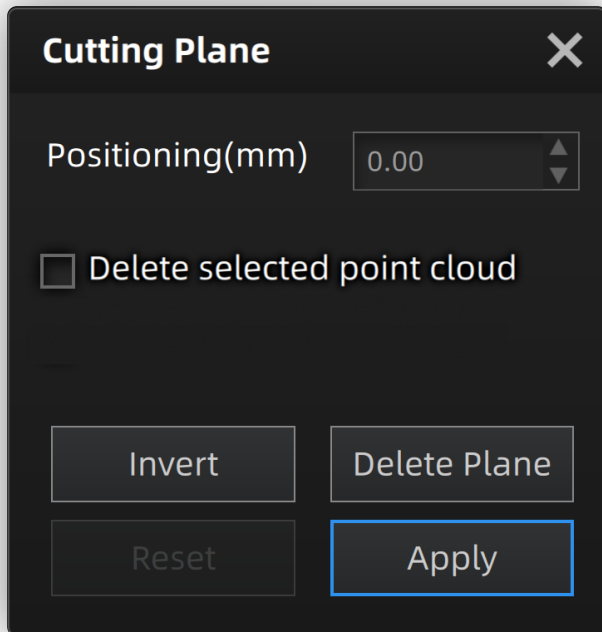 Cutting Plane
Positioning(mm) 0.00
Delete selected point cloud
Invert Delete Plane
Reset Apply